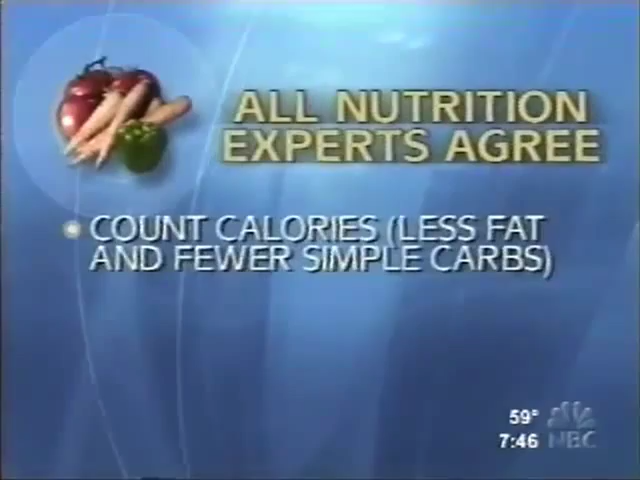 ALL NUTRITION
EXPERTS AGREE
COUNT CALORIES (LESS FAT
AND FEWER SIMPLE CARBS)
59°
7:46 NBC